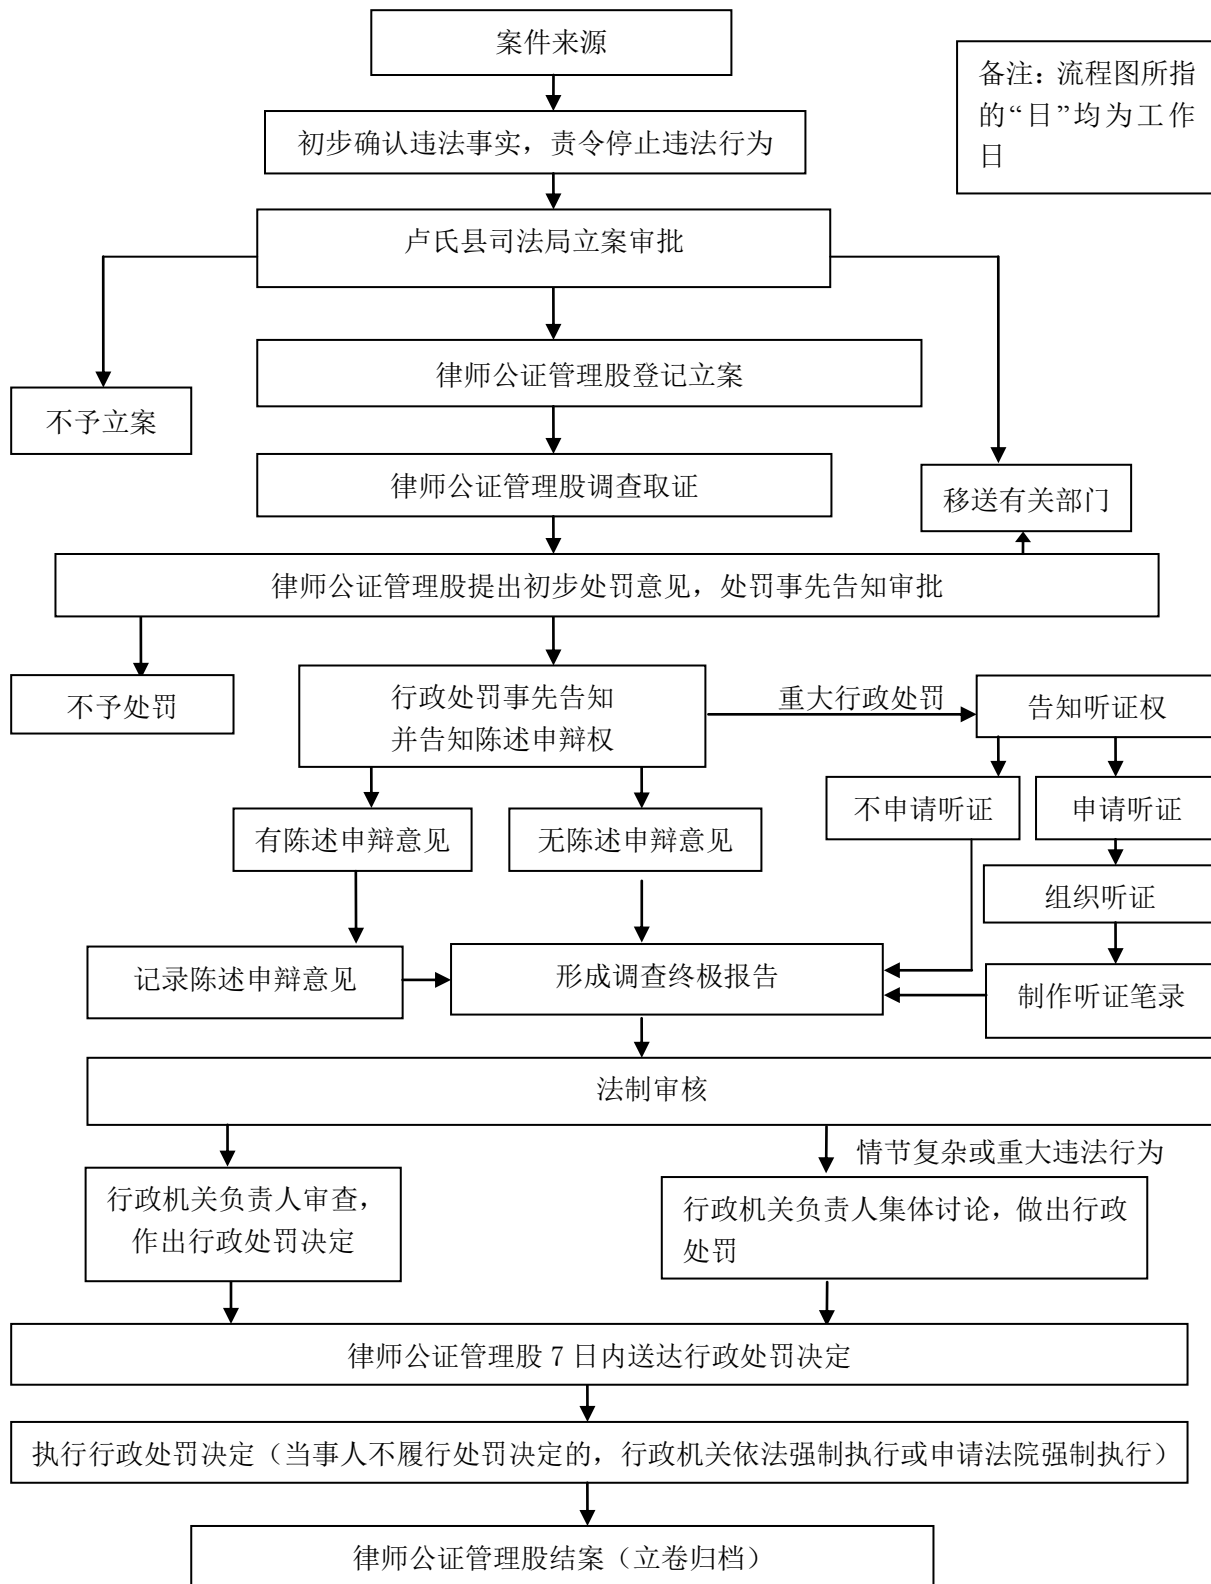 案件来源
备注：流程图所指
的“日”均为工作
日
初步确认违法事实，责令停止违法行为
卢氏县司法局立案审批
律师公证管理股登记立案
不予立案
律师公证管理股调查取证
移送有关部门
律师公证管理股提出初步处罚意见，处罚事先告知审批
不予处罚
行政处罚事先告知
并告知陈述申辩权
重大行政处罚
告知听证权
不申请听证
申请听证
有陈述申辩意见
无陈述申辩意见
组织听证
记录陈述申辩意见
形成调查终极报告
制作听证笔录
法制审核
情节复杂或重大违法行为
行政机关负责人审查，
作出行政处罚决定
行政机关负责人集体讨论，做出行政
处罚
律师公证管理股 7 日内送达行政处罚决定
执行行政处罚决定（当事人不履行处罚决定的，行政机关依法强制执行或申请法院强制执行）
律师公证管理股结案（立卷归档）